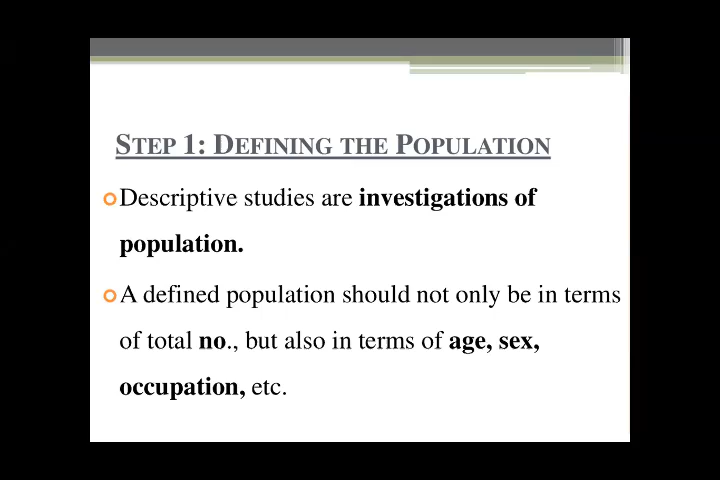 STEP 1: DEFINING THE POPULATION
Descriptive studies are investigations of
population.
A defined population should not only be in terms
of total no., but also in terms of age, sex,
occupation, etc.